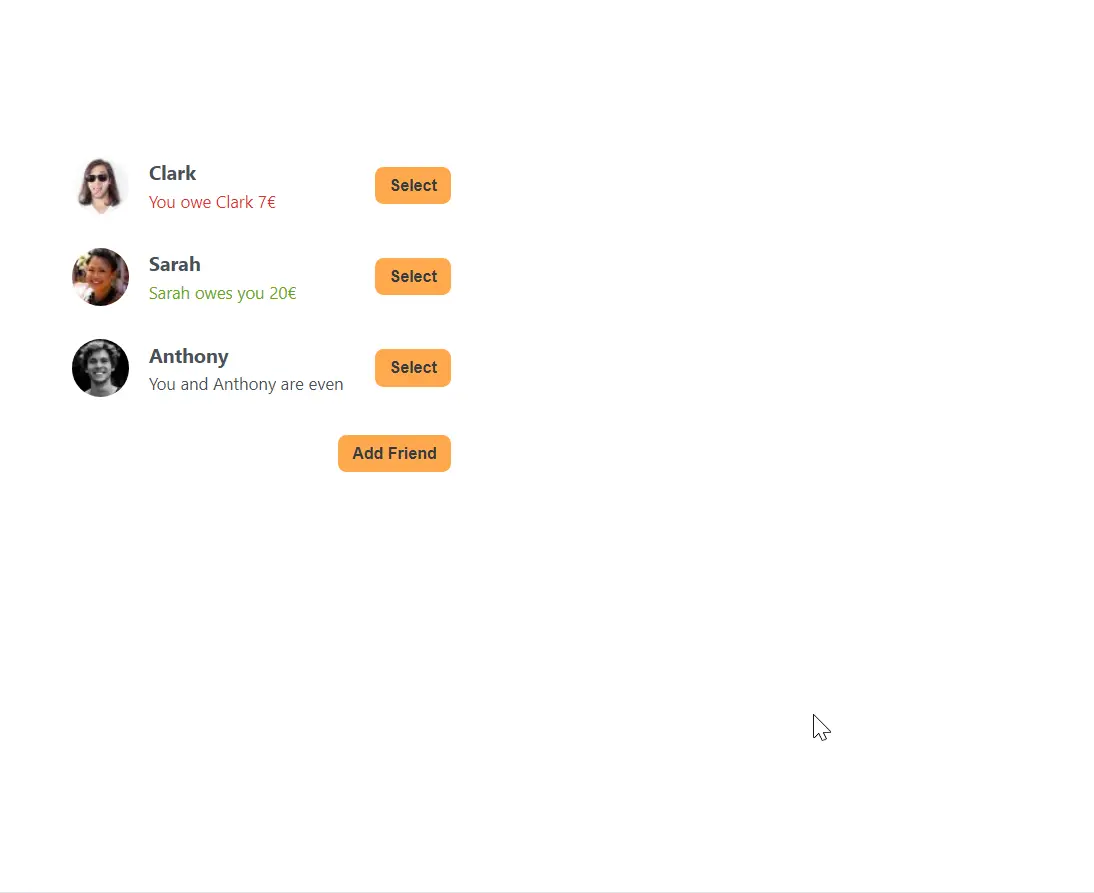 Clark
You owe Clark 7€
Select
Sarah
Sarah owes you 20€
Select
Anthony
You and Anthony are even
Select
Add Friend